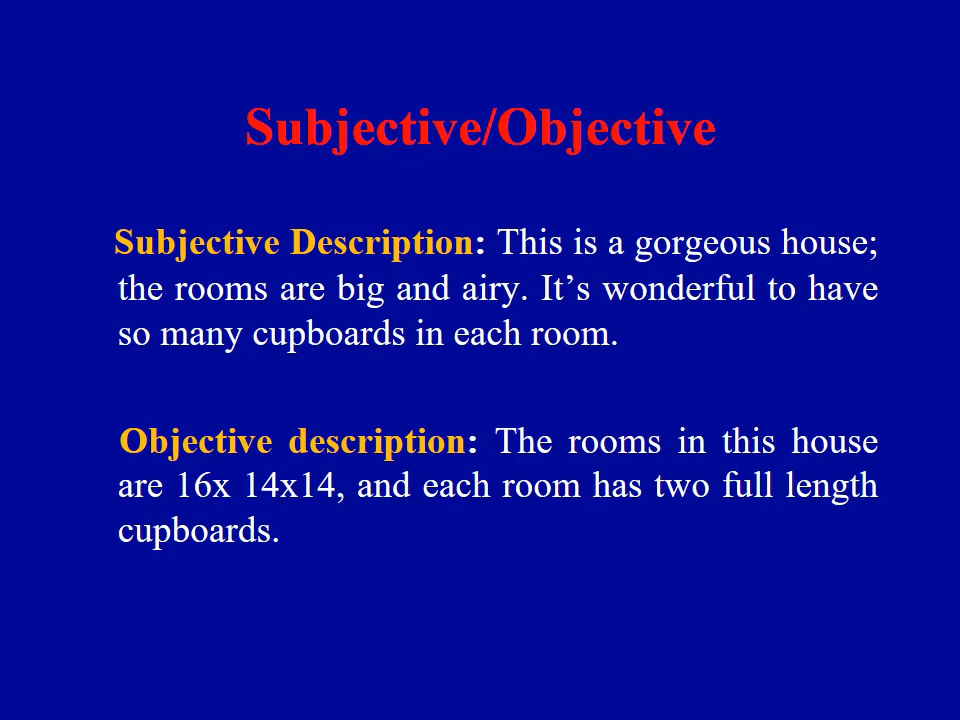 Subjective/Objective
Subjective Description: This is a gorgeous house;
the rooms are big and airy. It’s wonderful to have
so many cupboards in each room.
Objective description: The rooms in this house
are 16x 14x14, and each room has two full length
cupboards.